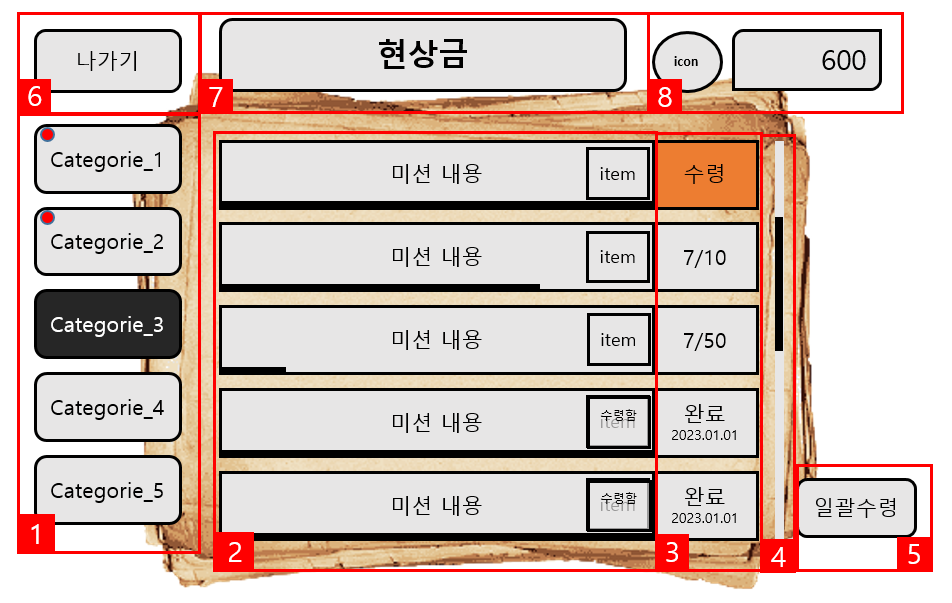 나가기
6
현상금
7
icon
8
600
Categorie_1
Categorie_2
Categorie_3
Categorie_4
Categorie_5
1
미션 내용
item
수령
미션 내용
item
7/10
미션 내용
item
7/50
미션 내용
수령함
item
완료
2023.01.01
미션 내용
수령함
item
완료
2023.01.01
2
3
4
일괄수령
5